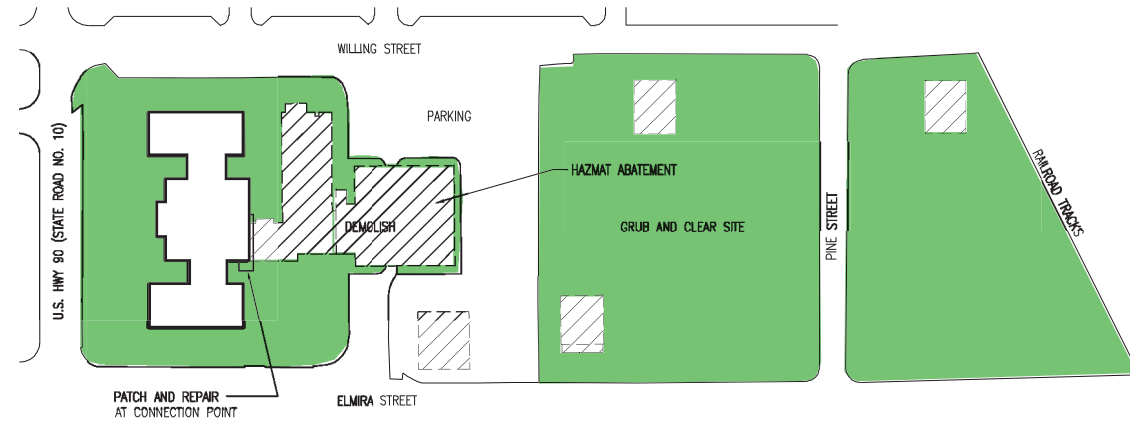 WILLING STREET
PARKING
HAZMAT ABATEMENT
DEMOLISH
GRUB AND CLEAR SITE
U.S. HWY 90 (STATE ROAD NO. 10)
PINE STREET
RAILROAD TRACKS
PATCH AND REPAIR
AT CONNECTION POINT
ELMIRA STREET